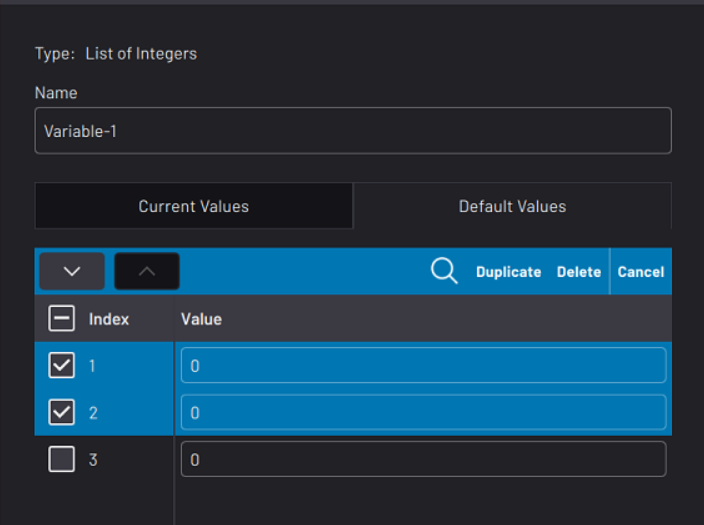 Type: List of Integers
Name
Variable-1
Current Values Default Values
Duplicate Delete Cancel
Index Value
1 0
2 0
3 0